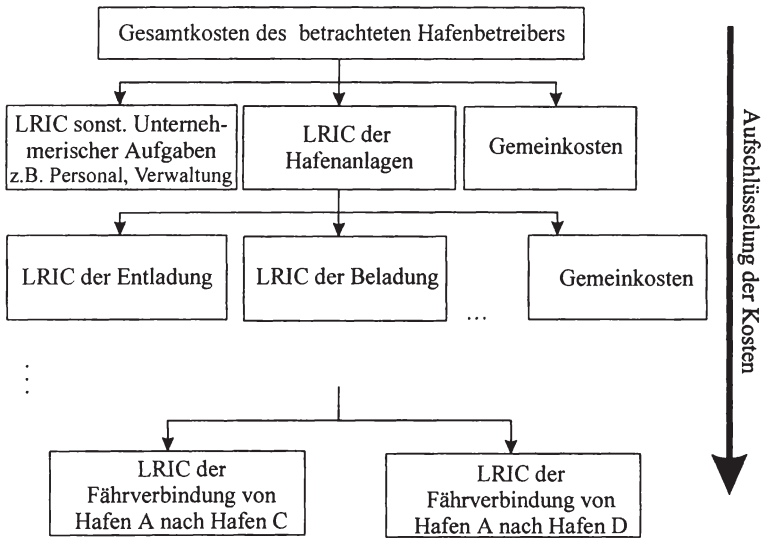 Gesamtkosten des betrachteten Hafenbetreibers
LRIC sonst. Unterneh-
merischer Aufgaben
z.B. Personal, Verwaltung
LRIC der
Hafenanlagen
Gemeinkosten
LRIC der Entladung
LRIC der Beladung
...
Gemeinkosten
...
LRIC der
Fährverbindung von
Hafen A nach Hafen C
LRIC der
Fährverbindung von
Hafen A nach Hafen D
Aufschlüsselung der Kosten